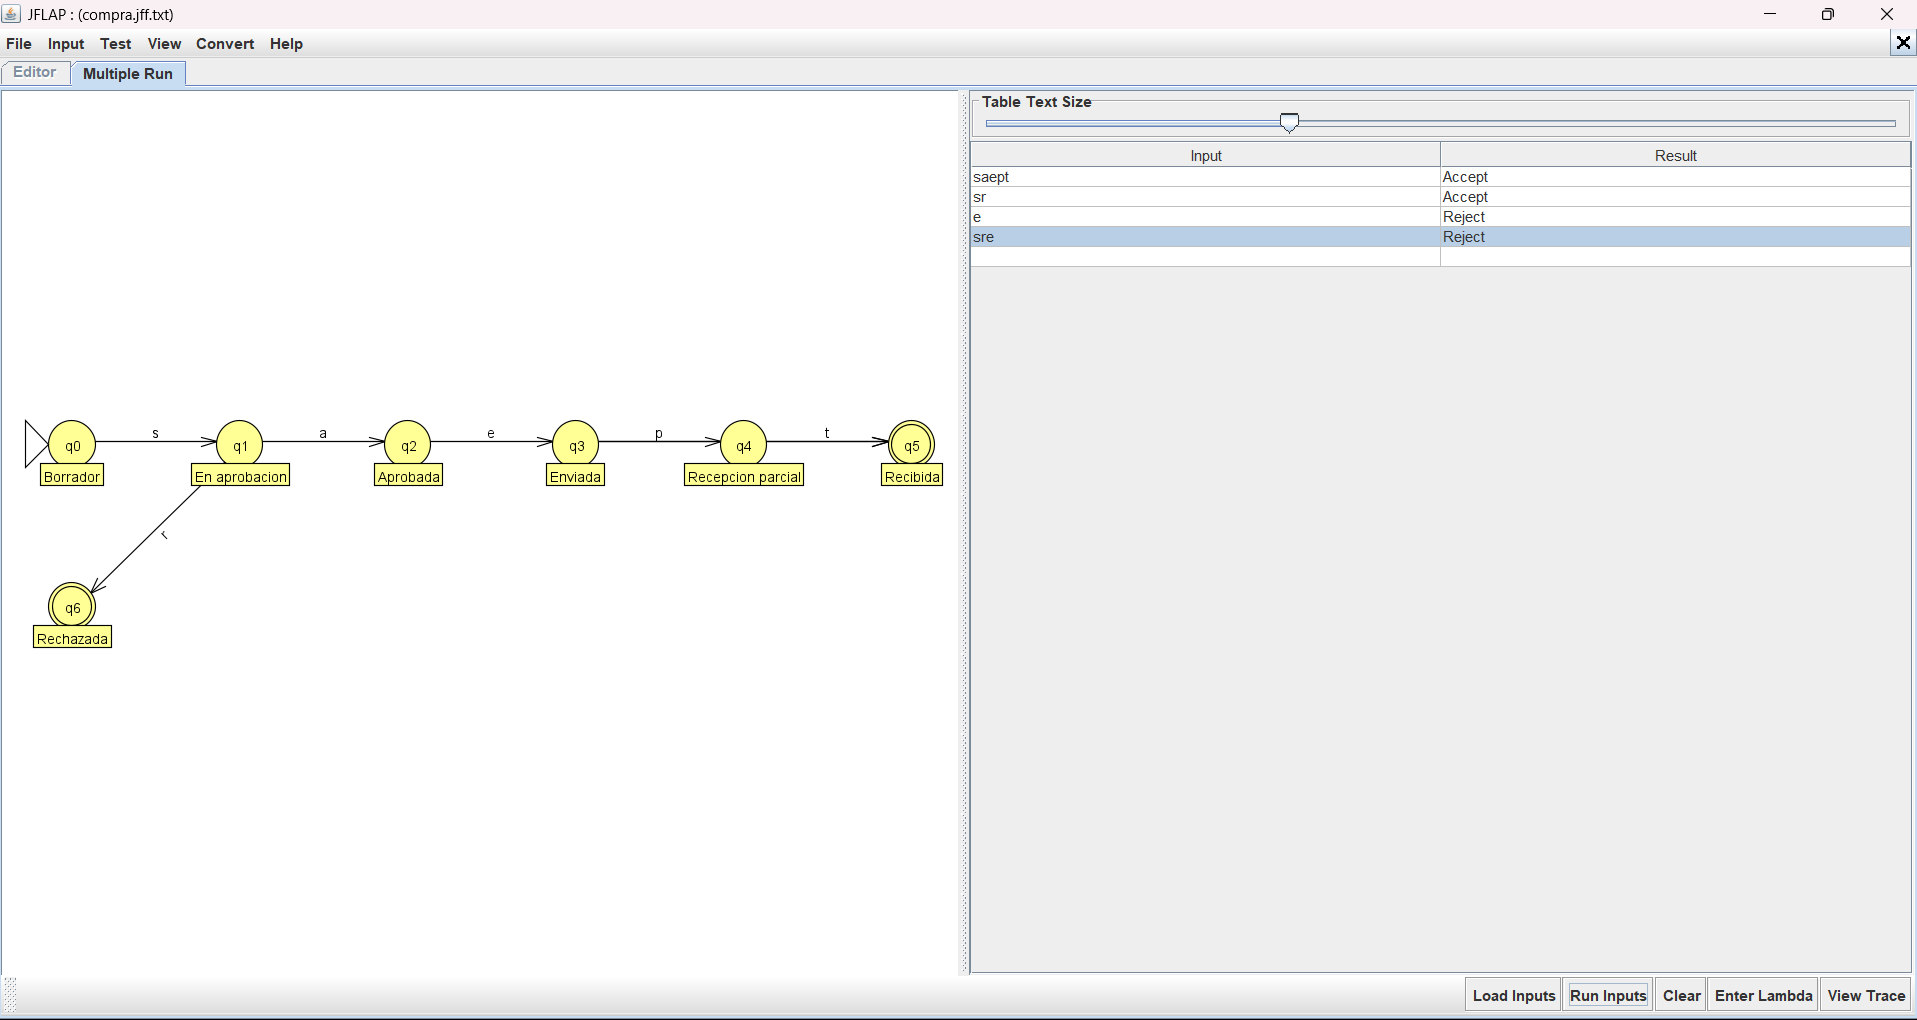 JFLAP : (compra.jff.txt)
File Input Test View Convert Help
Editor Multiple Run
Table Text Size
Input Result
saept Accept
sr Accept
e Reject
sre Reject
s a e p t
q0 q1 q2 q3 q4 q5
Borrador En aprobacion Aprobada Enviada Recepcion parcial Recibida
r
q6
Rechazada
Load Inputs Run Inputs Clear Enter Lambda View Trace